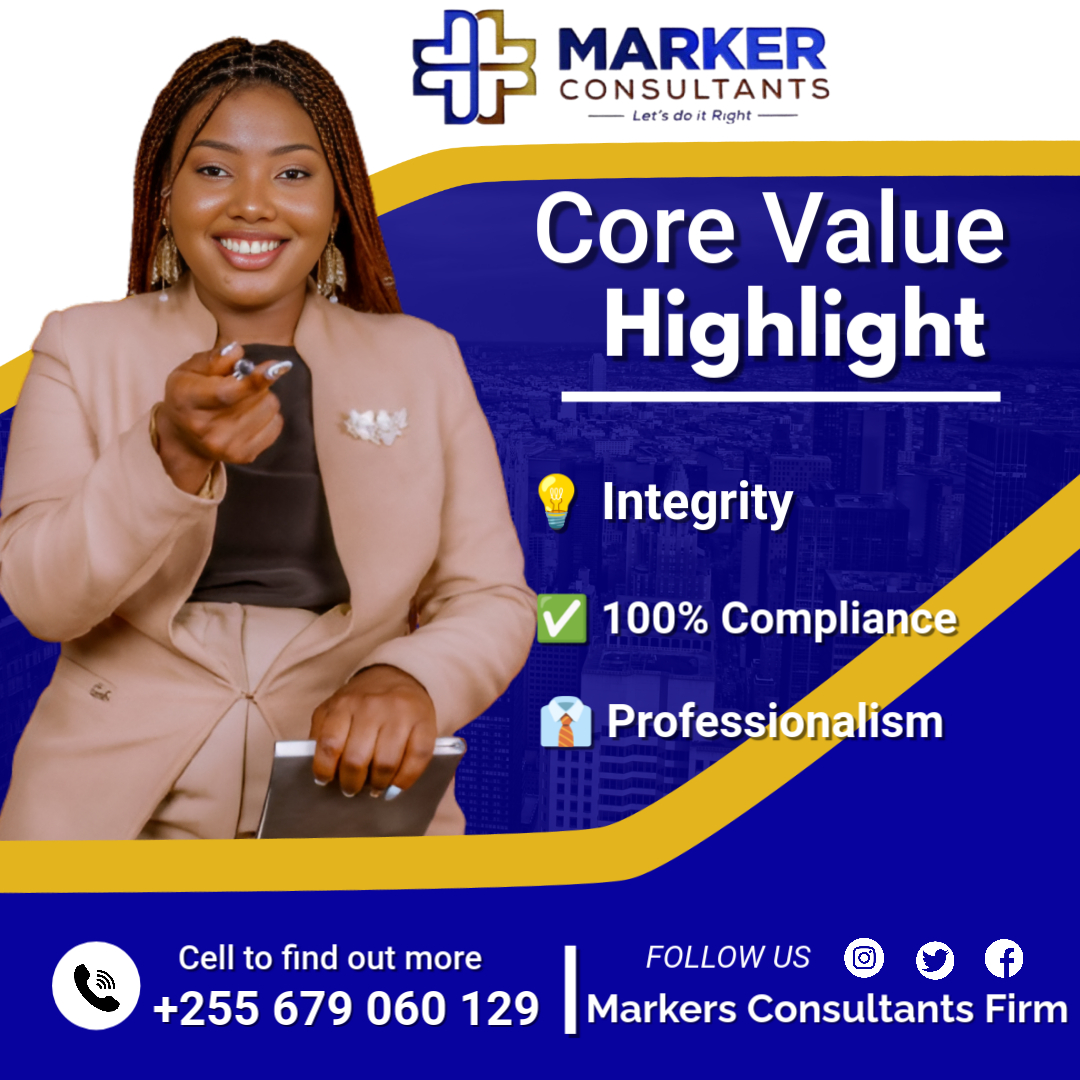 MARKER
CONSULTANTS
Let's do it Right
Core Value
Highlight
Integrity
100% Compliance
Professionalism
Cell to find out more
+255 679 060 129
FOLLOW US
Markers Consultants Firm